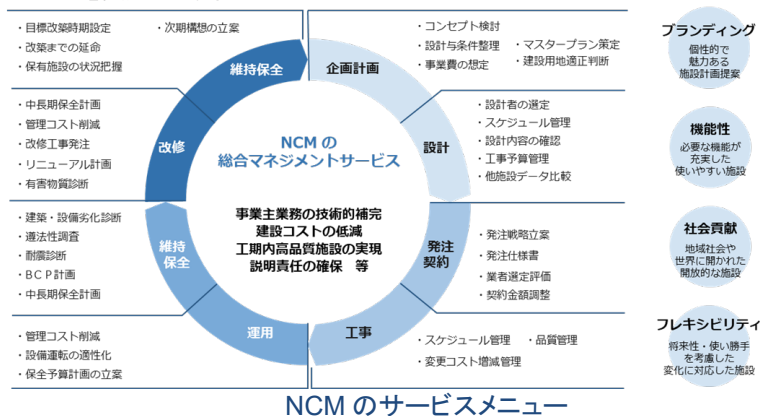 ・目標改築時期設定
・次期構想の立案
・改築までの延命
・保有施設の状況把握
維持保全
企画計画
・コンセプト検討
・設計与条件整理
・マスタープラン策定
・事業費の想定
・建設用地適正判断
・中長期保全計画
・管理コスト削減
・改修工事発注
・リニューアル計画
・有害物質診断
改修
設計
・設計者の選定
・スケジュール管理
・設計内容の確認
・工事予算管理
・他施設データ比較
NCM の
総合マネジメントサービス
事業主業務の技術的補完
建設コストの低減
工期内高品質施設の実現
説明責任の確保 等
・建築・設備劣化診断
・遵法性調査
・耐震診断
・ＢＣＰ計画
・中長期保全計画
維持
保全
発注
契約
・発注戦略立案
・発注仕様書
・業者選定評価
・契約金額調整
・管理コスト削減
・設備運転の適性化
・保全予算計画の立案
運用
工事
・スケジュール管理
・品質管理
・変更コスト増減管理
ブランディング
個性的で
魅力ある
施設計画提案
機能性
必要な機能が
充実した
使いやすい施設
社会貢献
地域社会や
世界に開かれた
開放的な施設
フレキシビリティ
将来性・使い勝手
を考慮した
変化に対応した施設
NCM のサービスメニュー